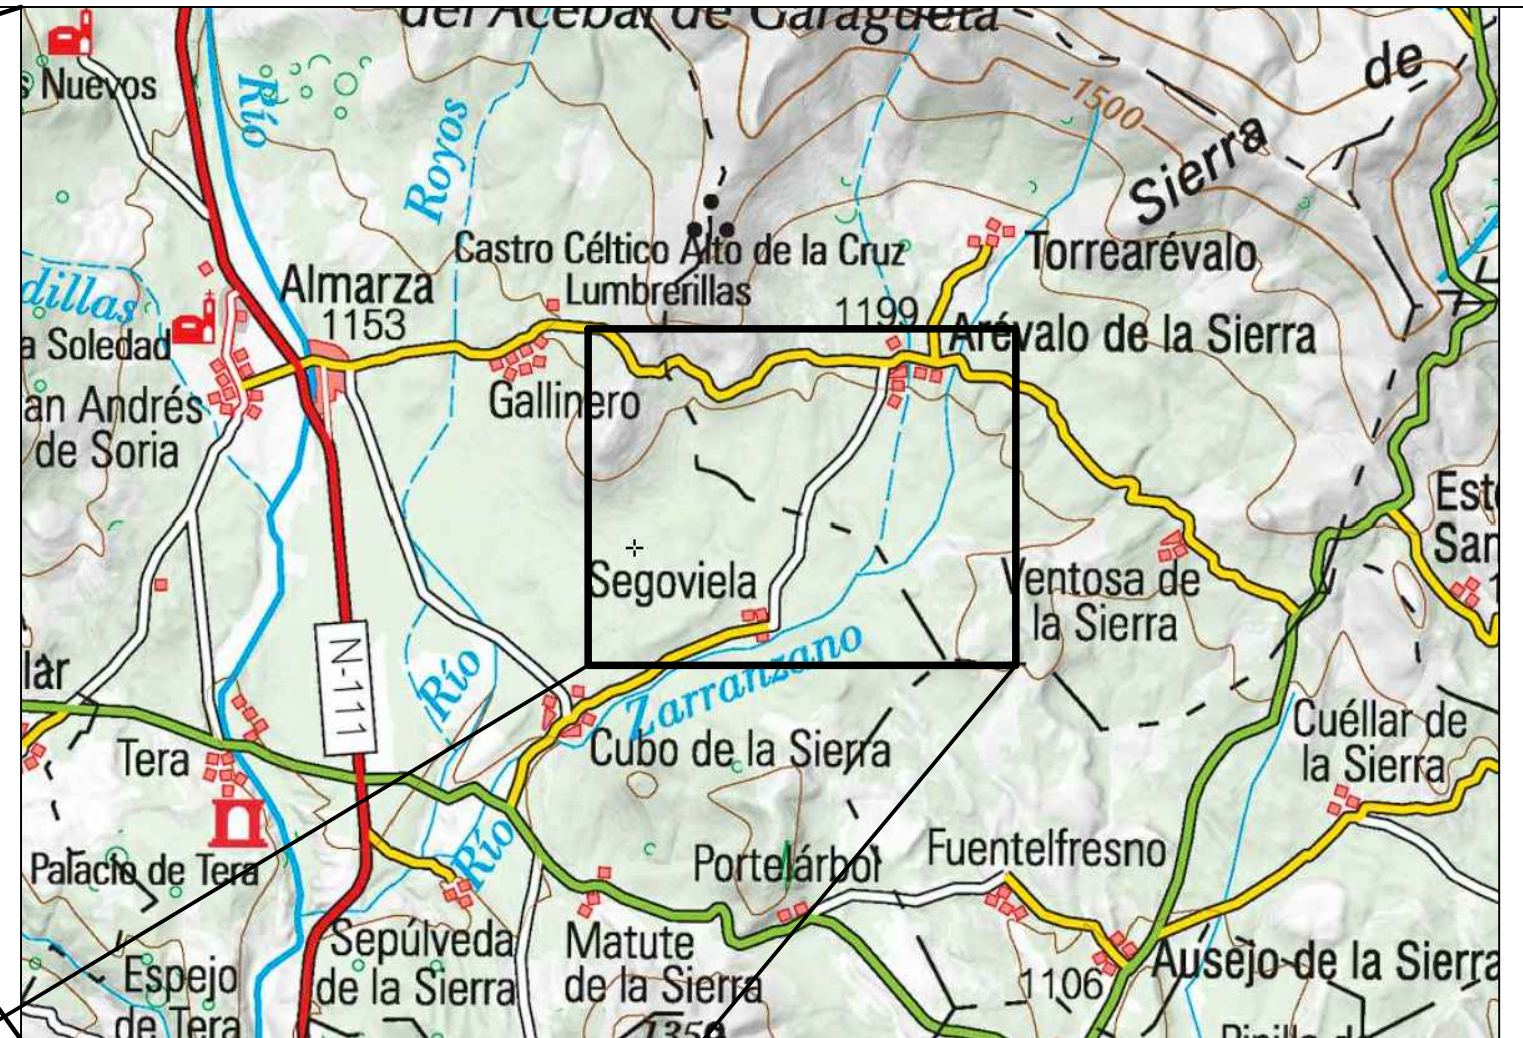 del Acebal de Garagüeta
de
s Nuevos
Río
Royos
1500
Sierra
Castro Céltico Alto de la Cruz
Lumbrerillas
Torrearévalo
dillas
Almarza
1153
1199
Arévalo de la Sierra
a Soledad
an Andrés
de Soria
Gallinero
Este
San
Segoviela
Ventosa de
la Sierra
N-111
Río
Zarranzano
lar
Tera
Cubo de la Sierra
Cuéllar de
la Sierra
Palacio de Tera
Río
Portelárbol
Fuentelfresno
Sepúlveda
de la Sierra
Matute
de la Sierra
Espejo
de Tera
1106
Ausejo de la Sierra
1350